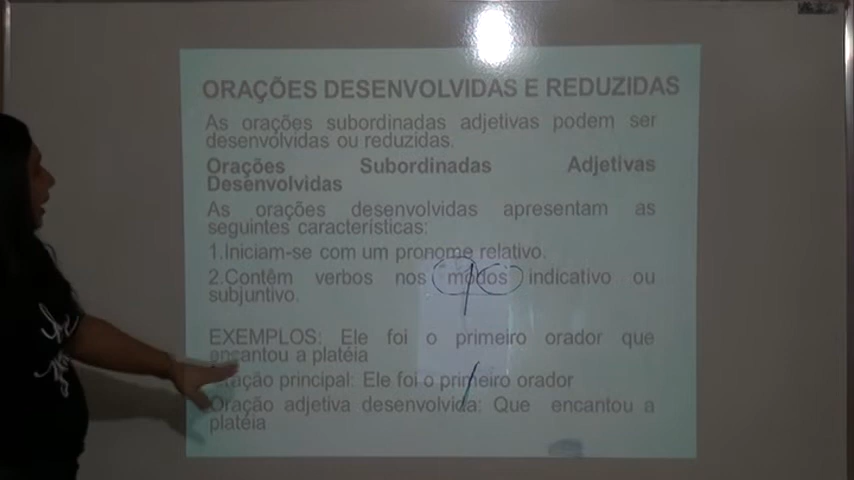 ORAÇÕES DESENVOLVIDAS E REDUZIDAS
As orações subordinadas adjetivas podem ser
desenvolvidas ou reduzidas.
Orações Subordinadas Adjetivas
Desenvolvidas
As orações desenvolvidas apresentam as
seguintes características:
1.Iniciam-se com um pronome relativo.
2.Contêm verbos nos modos indicativo ou
subjuntivo.
EXEMPLOS: Ele foi o primeiro orador que
encantou a platéia
Oração principal: Ele foi o primeiro orador
Oração adjetiva desenvolvida: Que encantou a
platéia